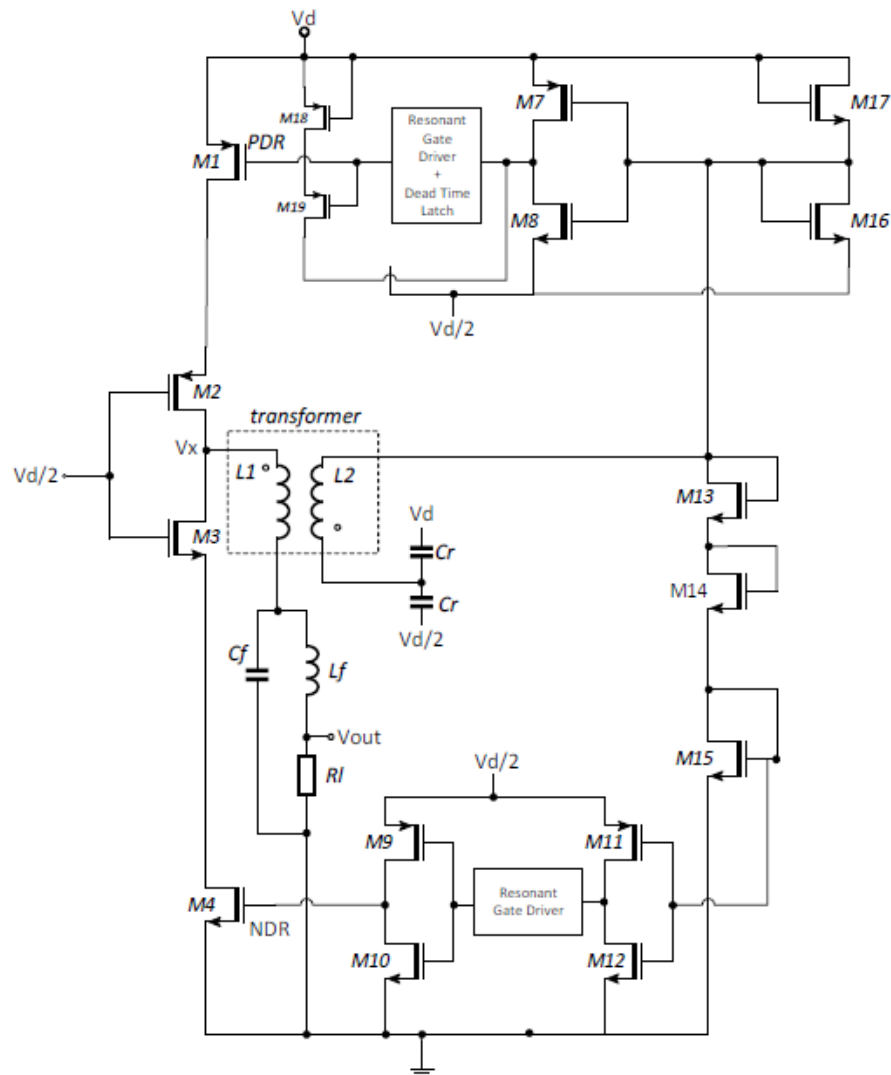 Vd
M18
M7
M17
M1
PDR
Resonant
Gate
Driver
+
Dead Time
Latch
M19
M8
M16
Vd/2
M2
transformer
Vx
L1
L2
Vd/2
M13
M3
Vd
Cr
Cr
M14
Vd/2
Cf
Lf
Vout
M15
Vd/2
Rl
M9
M11
Resonant
Gate Driver
M4
NDR
M10
M12